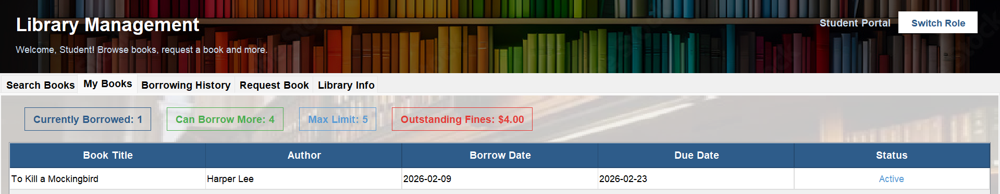 Library Management
Student Portal
Switch Role
Welcome, Student! Browse books, request a book and more.
Search Books My Books Borrowing History Request Book Library Info
Currently Borrowed: 1 Can Borrow More: 4 Max Limit: 5 Outstanding Fines: $4.00
Book Title Author Borrow Date Due Date Status
To Kill a Mockingbird Harper Lee 2026-02-09 2026-02-23 Active